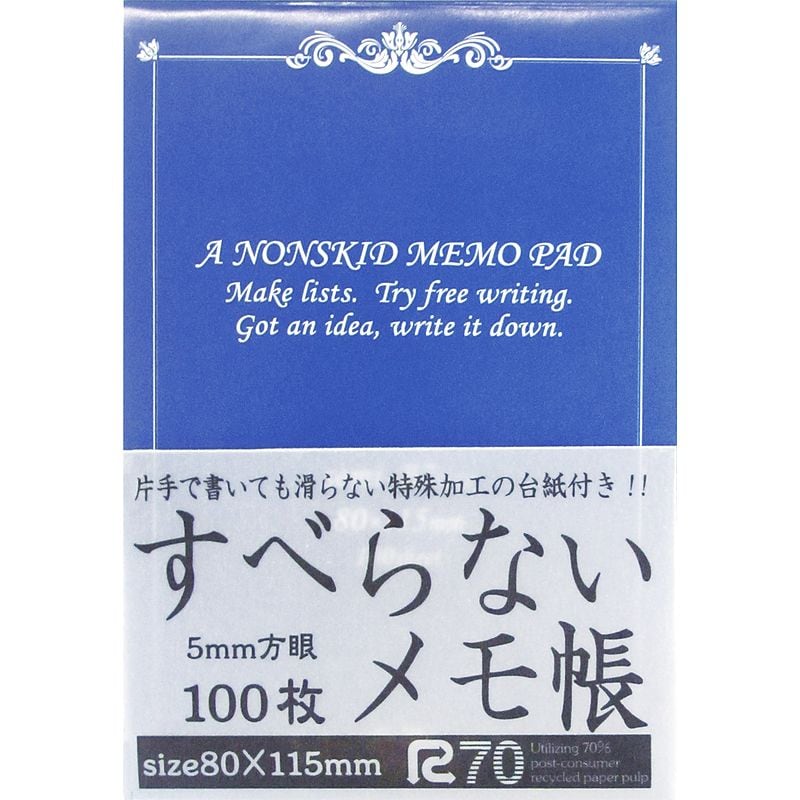 A NONSKID MEMO PAD
Make lists. Try free writing.
Got an idea, write it down.
片手で書いても滑らない特殊加工の台紙付き!!
すべらない
メモ帳
5mm方眼
100枚
size80×115mm
R70
Utilizing 70%
post-consumer
recycled paper pulp